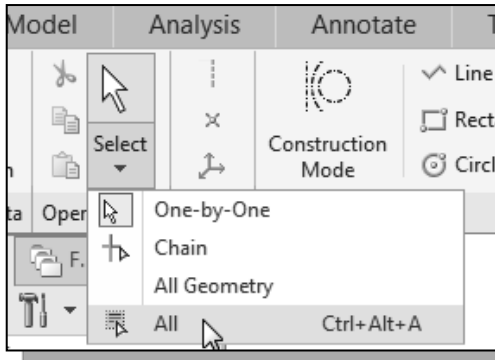 Model Analysis Annotate T
Line
Rect
Select Construction Mode Circl
ta Oper
One-by-One
F.
Chain
All Geometry
All Ctrl+Alt+A